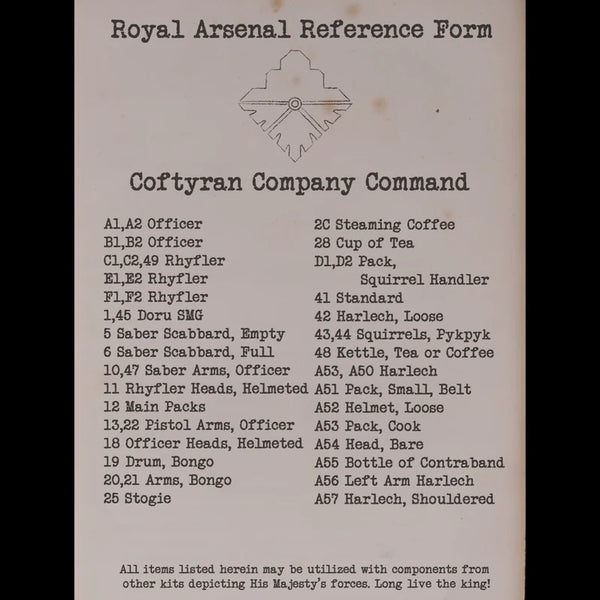 Royal Arsenal Reference Form
Coftyran Company Command
A1,A2 Officer
B1,B2 Officer
C1,C2,49 Rhyfler
E1,E2 Rhyfler
F1,F2 Rhyfler
1,45 Doru SMG
5 Saber Scabbard, Empty
6 Saber Scabbard, Full
10,47 Saber Arms, Officer
11 Rhyfler Heads, Helmeted
12 Main Packs
13,22 Pistol Arms, Officer
18 Officer Heads, Helmeted
19 Drum, Bongo
20,21 Arms, Bongo
25 Stogie
2C Steaming Coffee
28 Cup of Tea
D1,D2 Pack,
Squirrel Handler
41 Standard
42 Harlech, Loose
43,44 Squirrels, Pykpyk
48 Kettle, Tea or Coffee
A53, A50 Harlech
A51 Pack, Small, Belt
A52 Helmet, Loose
A53 Pack, Cook
A54 Head, Bare
A55 Bottle of Contraband
A56 Left Arm Harlech
A57 Harlech, Shouldered
All items listed herein may be utilized with components from
other kits depicting His Majesty's forces. Long live the king!